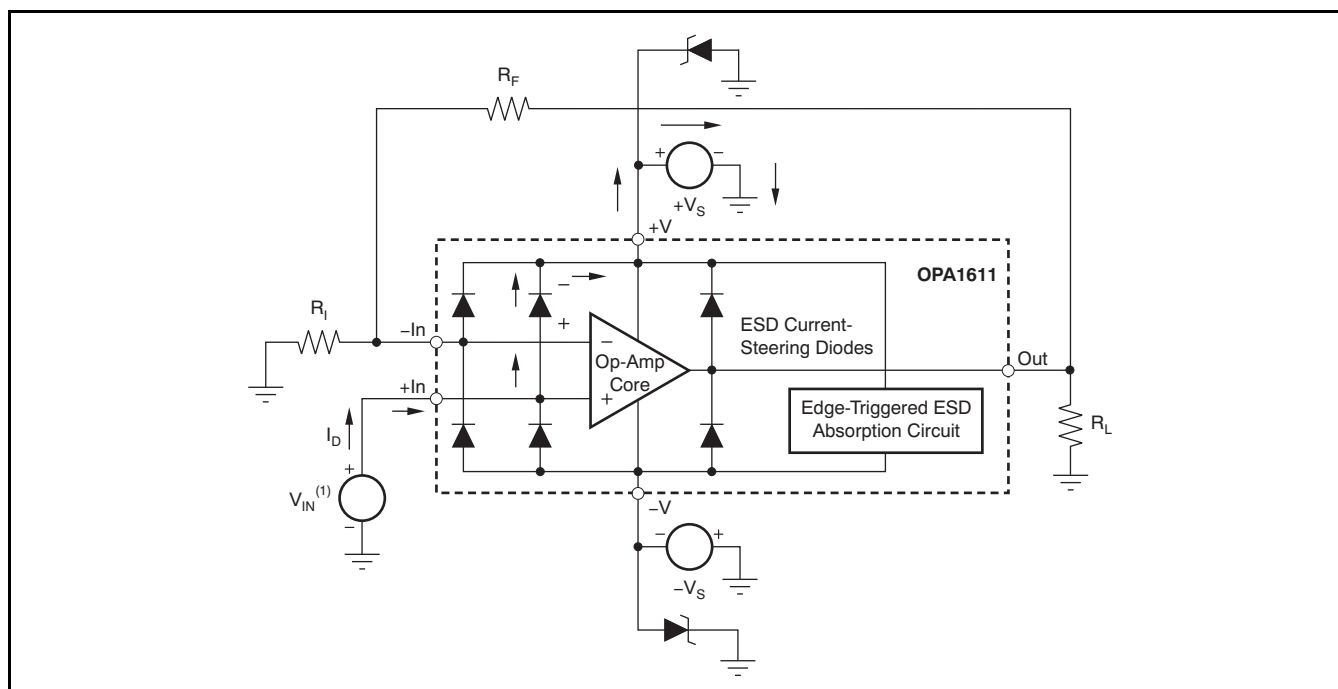 R_F
+ −
+V_S
+V
OPA1611
−
+
R_I
−In
−
Op-Amp
Core
+
ESD Current-
Steering Diodes
Out
+In
Edge-Triggered ESD
Absorption Circuit
I_D
R_L
+
V_IN^(1)
−
−V
− +
−V_S